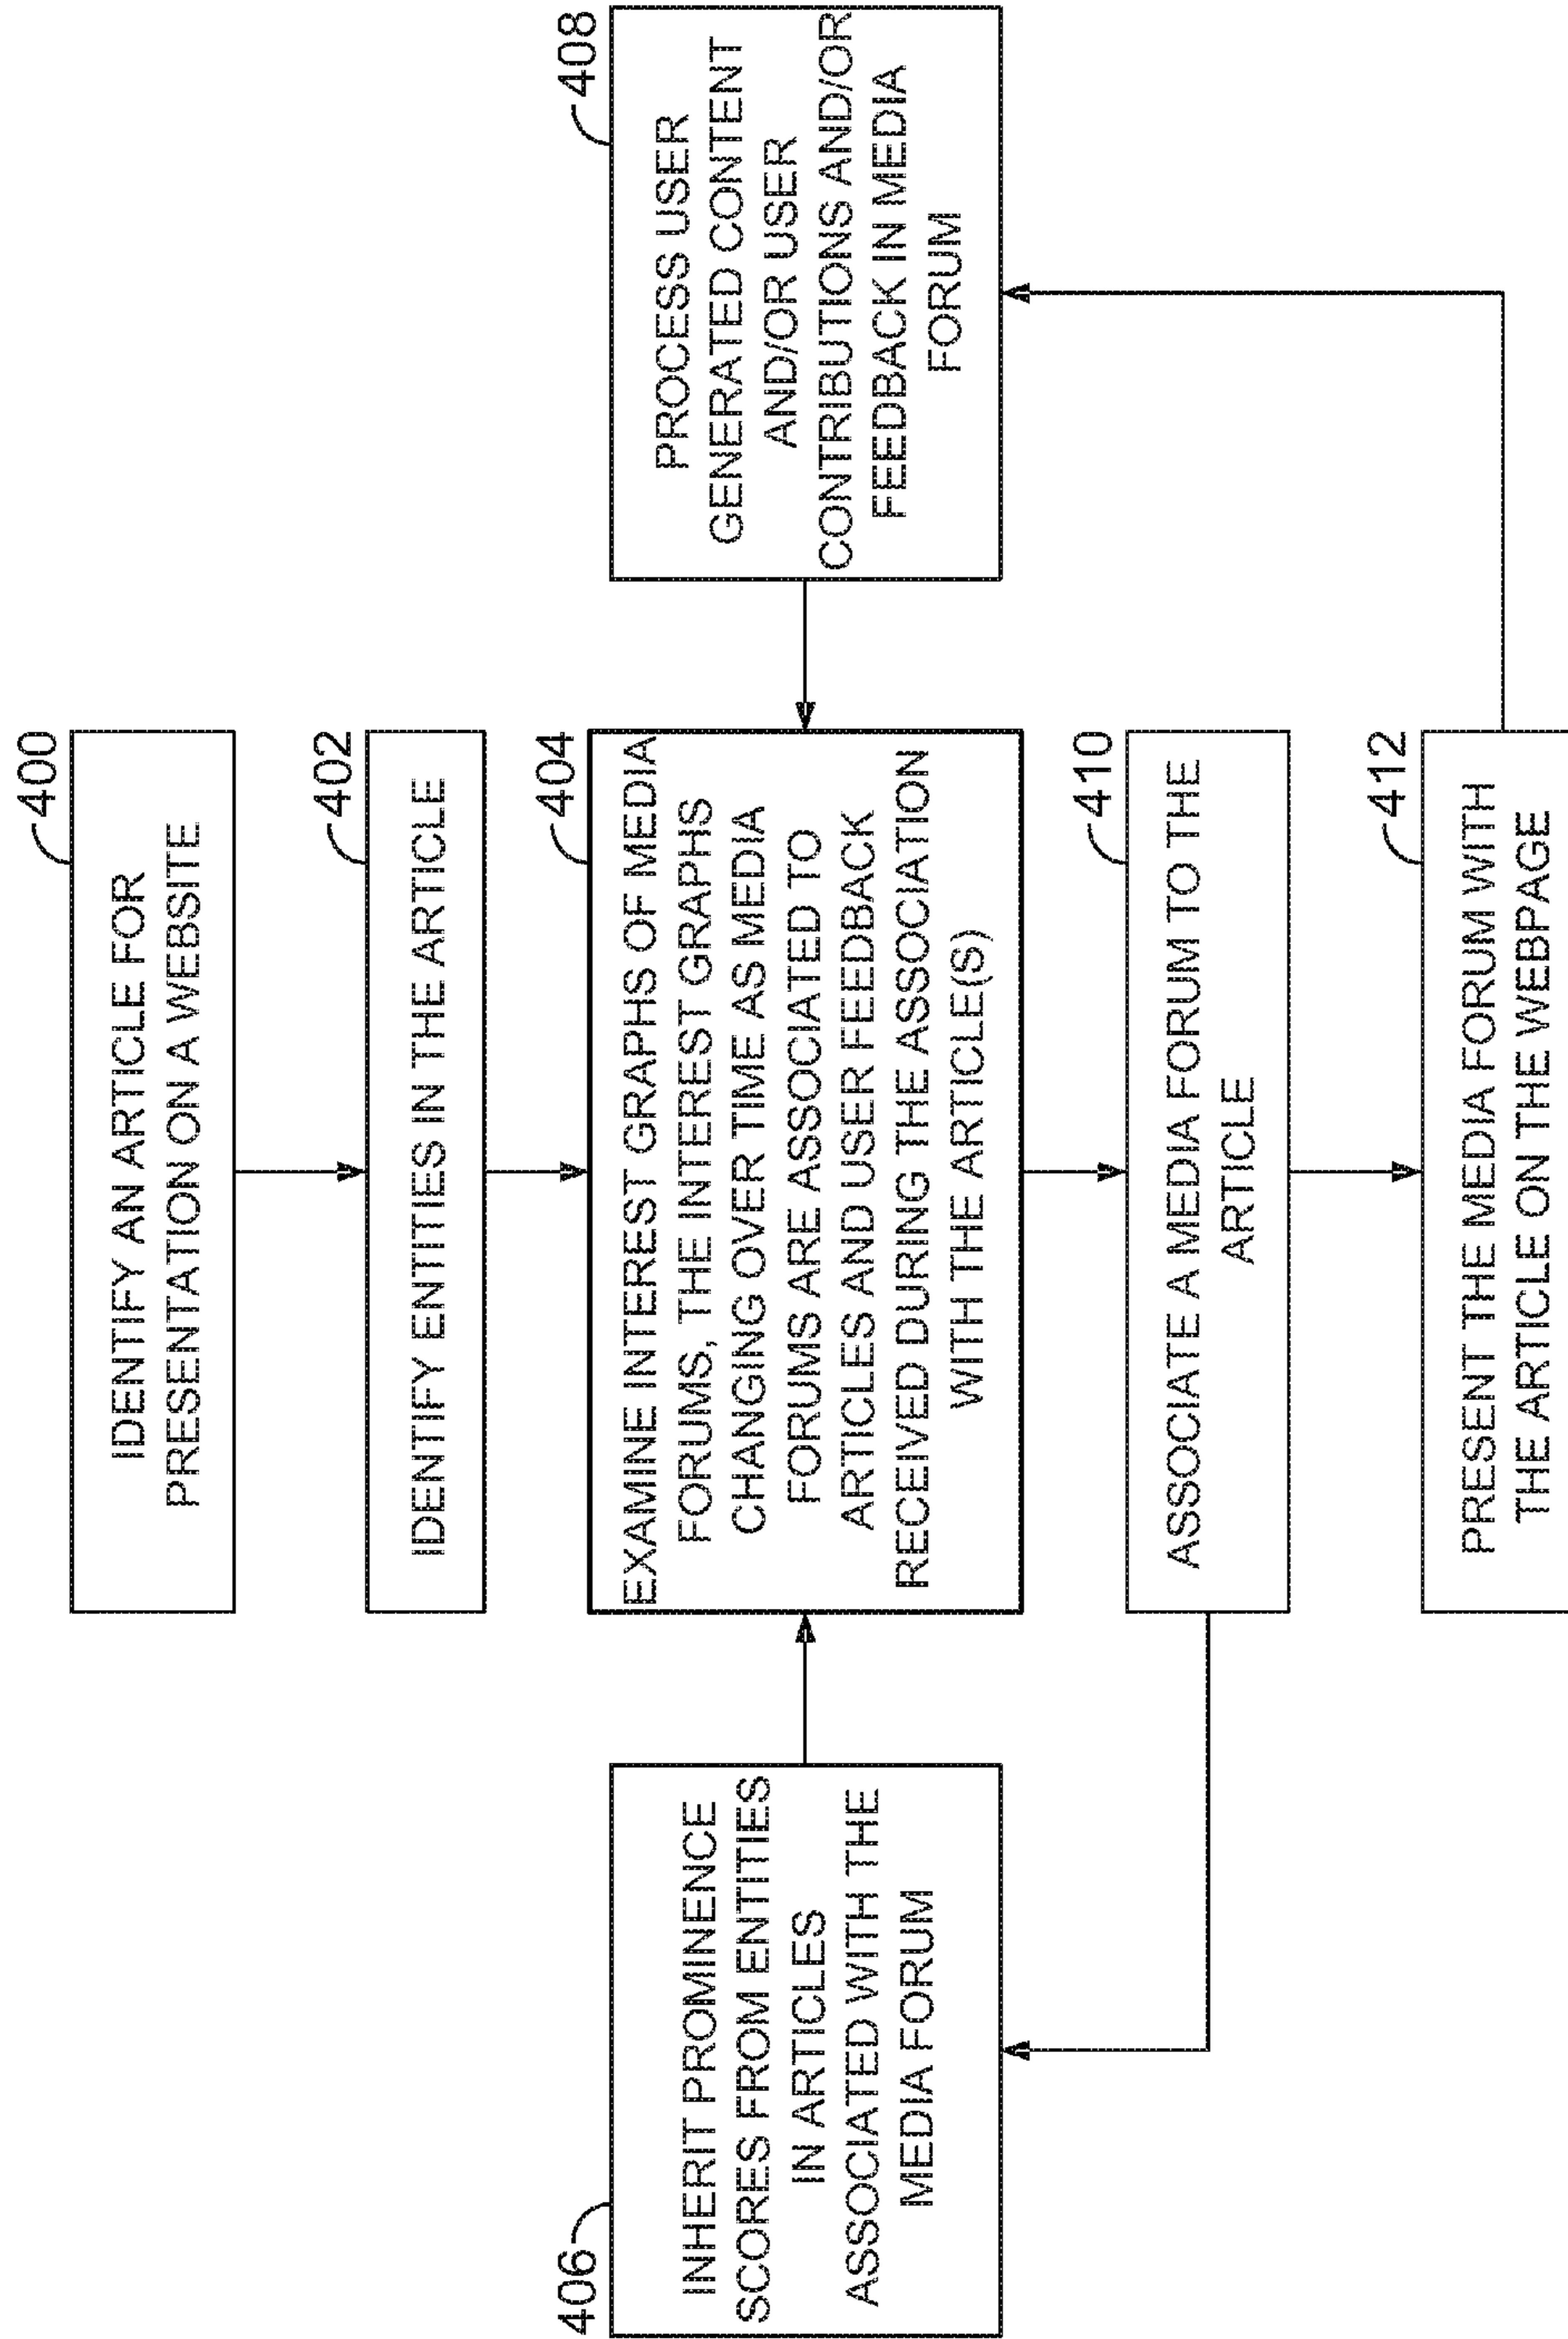 400
IDENTIFY AN ARTICLE FOR
PRESENTATION ON A WEBSITE
402
IDENTIFY ENTITIES IN THE ARTICLE
404
EXAMINE INTEREST GRAPHS OF MEDIA
FORUMS, THE INTEREST GRAPHS
CHANGING OVER TIME AS MEDIA
FORUMS ARE ASSOCIATED TO
ARTICLES AND USER FEEDBACK
RECEIVED DURING THE ASSOCIATION
WITH THE ARTICLE(S)
406
INHERIT PROMINENCE
SCORES FROM ENTITIES
IN ARTICLES
ASSOCIATED WITH THE
MEDIA FORUM
408
PROCESS USER
GENERATED CONTENT
AND/OR USER
CONTRIBUTIONS AND/OR
FEEDBACK IN MEDIA
FORUM
410
ASSOCIATE A MEDIA FORUM TO THE
ARTICLE
412
PRESENT THE MEDIA FORUM WITH
THE ARTICLE ON THE WEBPAGE